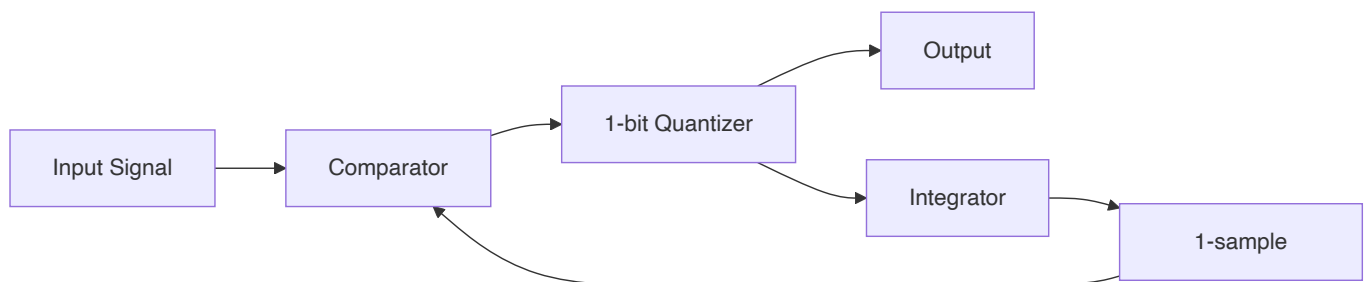 Input Signal
Comparator
1-bit Quantizer
Output
Integrator
1-sample